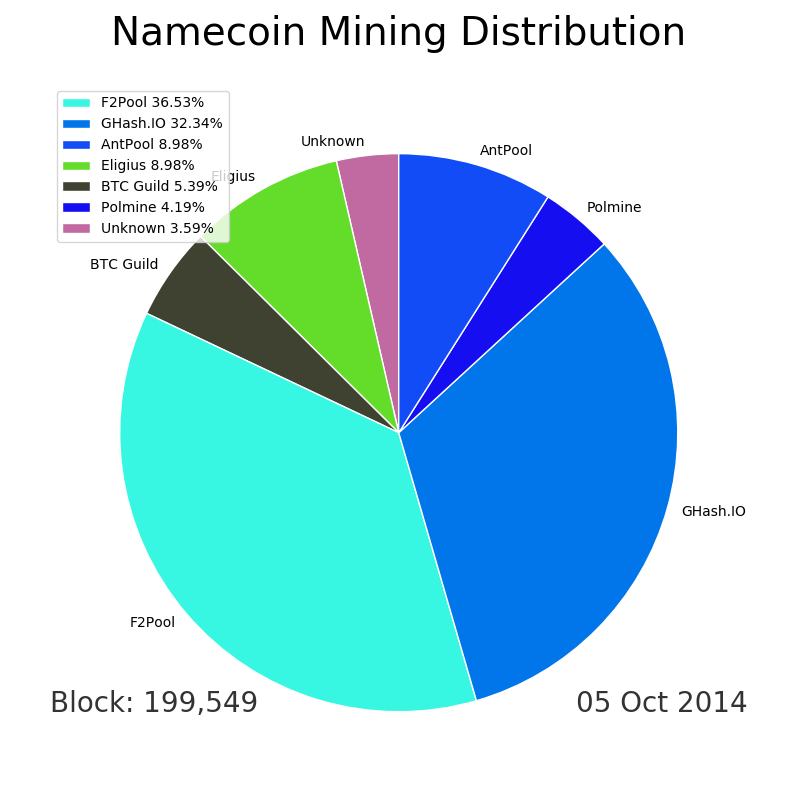 Namecoin Mining Distribution
F2Pool 36.53%
GHash.IO 32.34%
AntPool 8.98%
Eligius 8.98%
BTC Guild 5.39%
Polmine 4.19%
Unknown 3.59%
Unknown
AntPool
Eligius
Polmine
BTC Guild
GHash.IO
F2Pool
Block: 199,549
05 Oct 2014